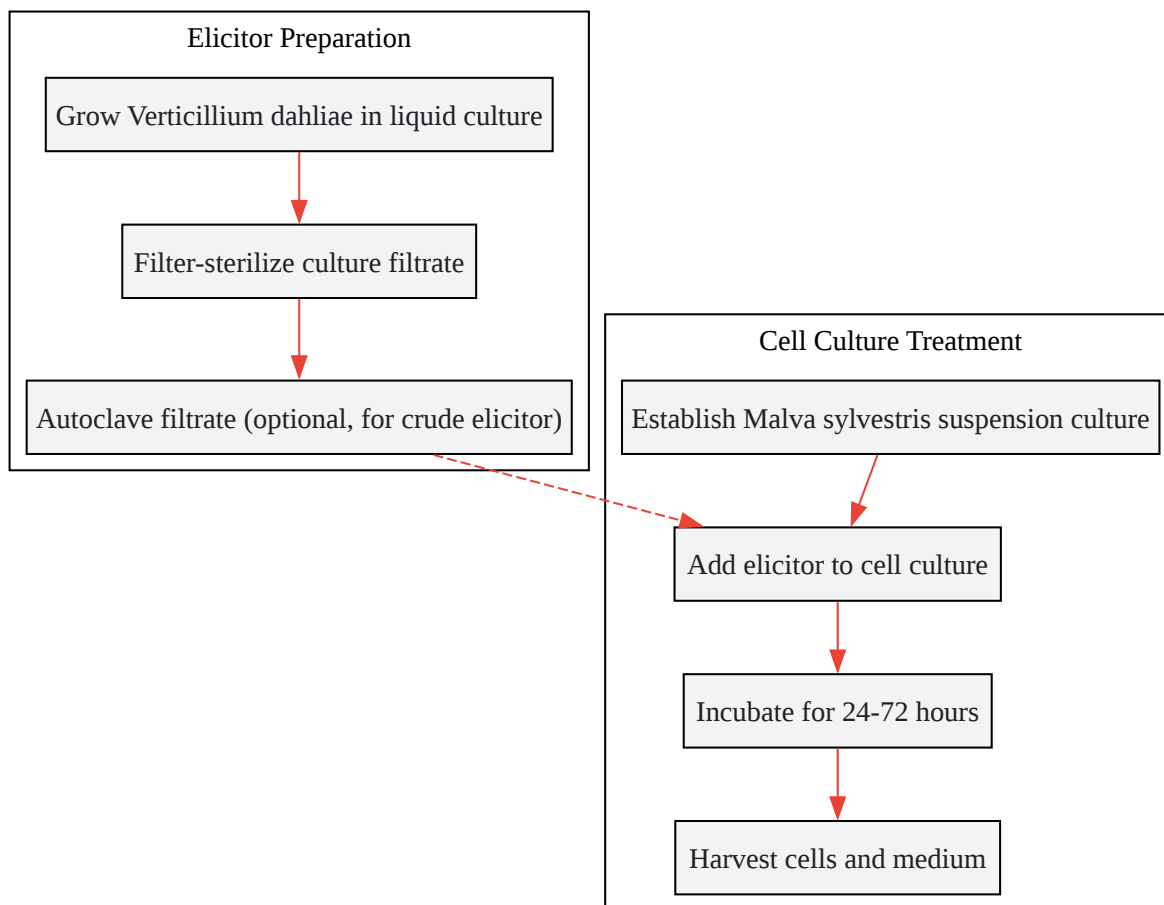 Elicitor Preparation
Grow Verticillium dahliae in liquid culture
Filter-sterilize culture filtrate
Autoclave filtrate (optional, for crude elicitor)
Cell Culture Treatment
Establish Malva sylvestris suspension culture
Add elicitor to cell culture
Incubate for 24-72 hours
Harvest cells and medium